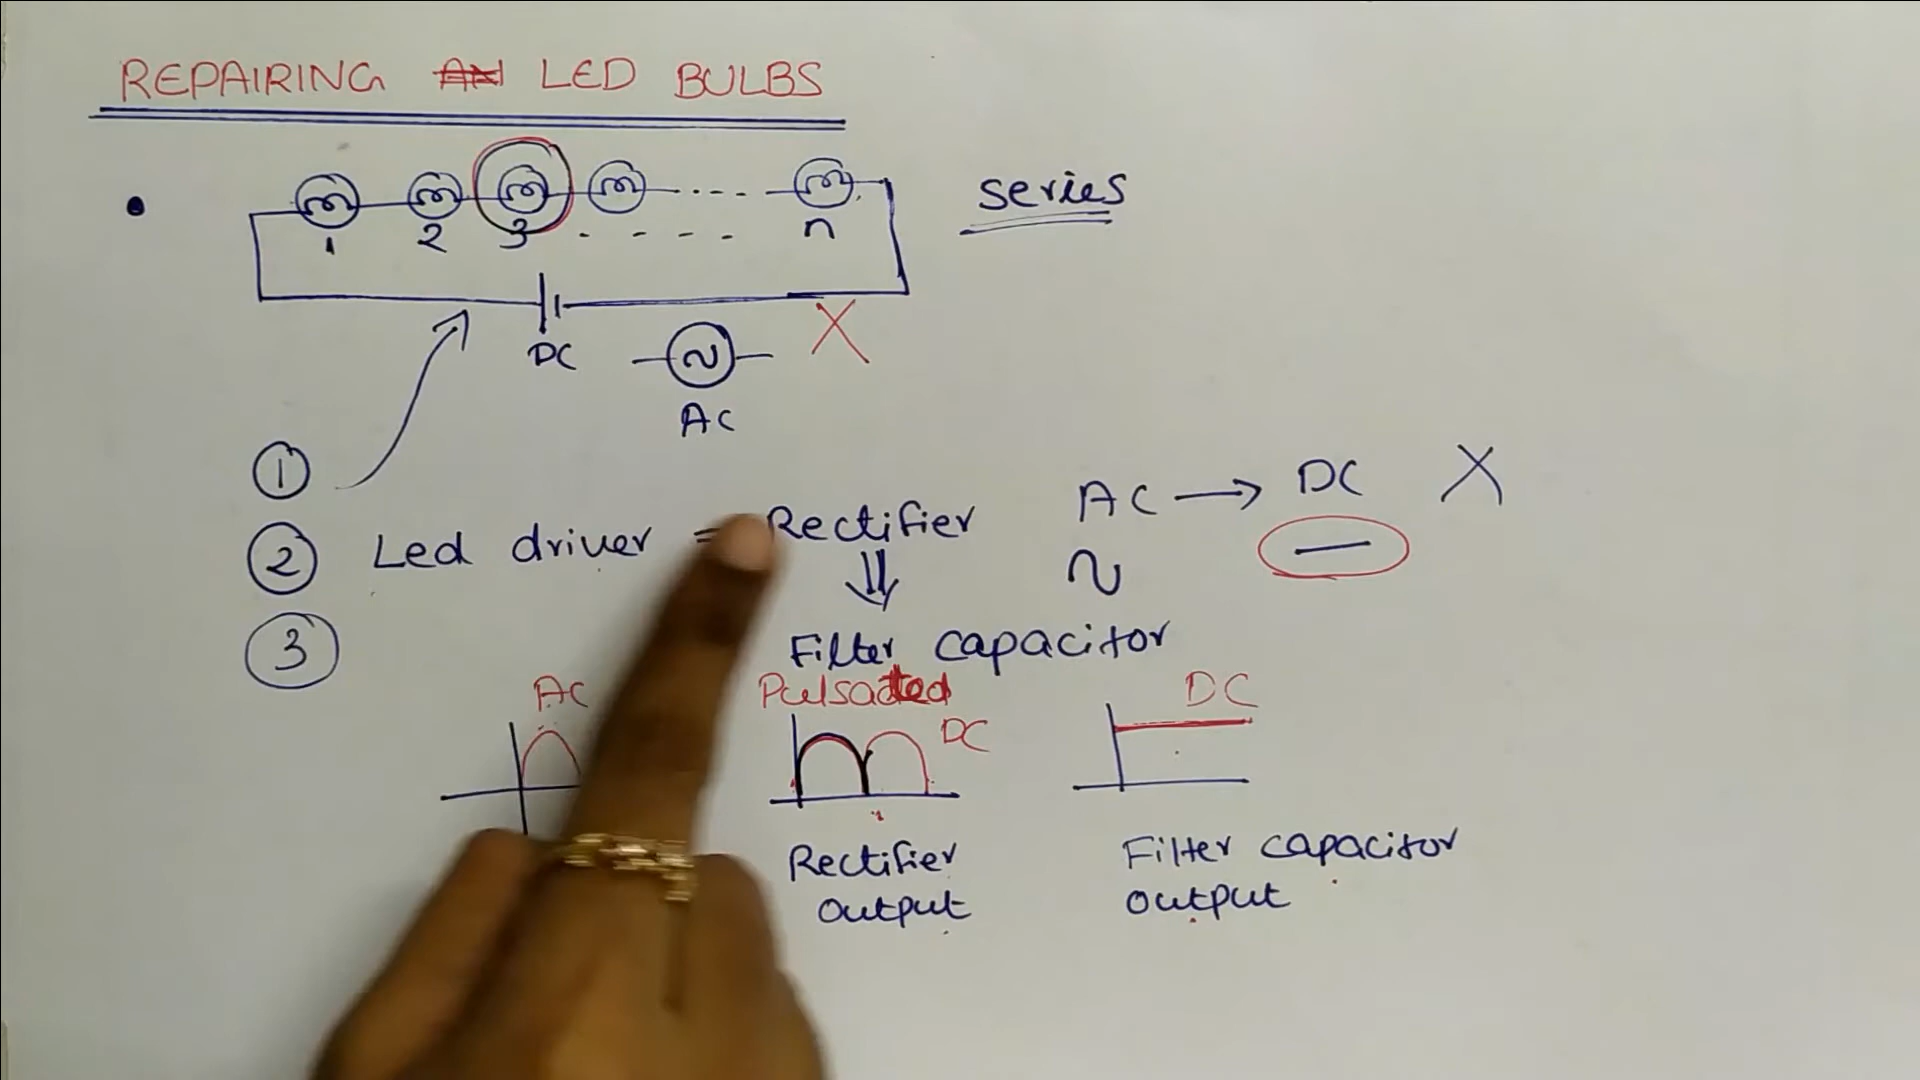 REPAIRING AN LED BULBS
series
1 2 3 n
DC
AC
1
2 Led driver = Rectifier
AC → DC X
Filter capacitor
3
AC
Pulsated DC
DC
Rectifier output
Filter capacitor output